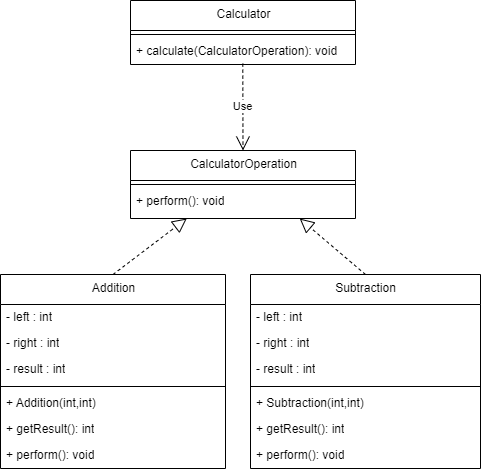 Calculator
+ calculate(CalculatorOperation): void
Use
CalculatorOperation
+ perform(): void
Addition
- left : int
- right : int
- result : int
+ Addition(int,int)
+ getResult(): int
+ perform(): void
Subtraction
- left : int
- right : int
- result : int
+ Subtraction(int,int)
+ getResult(): int
+ perform(): void